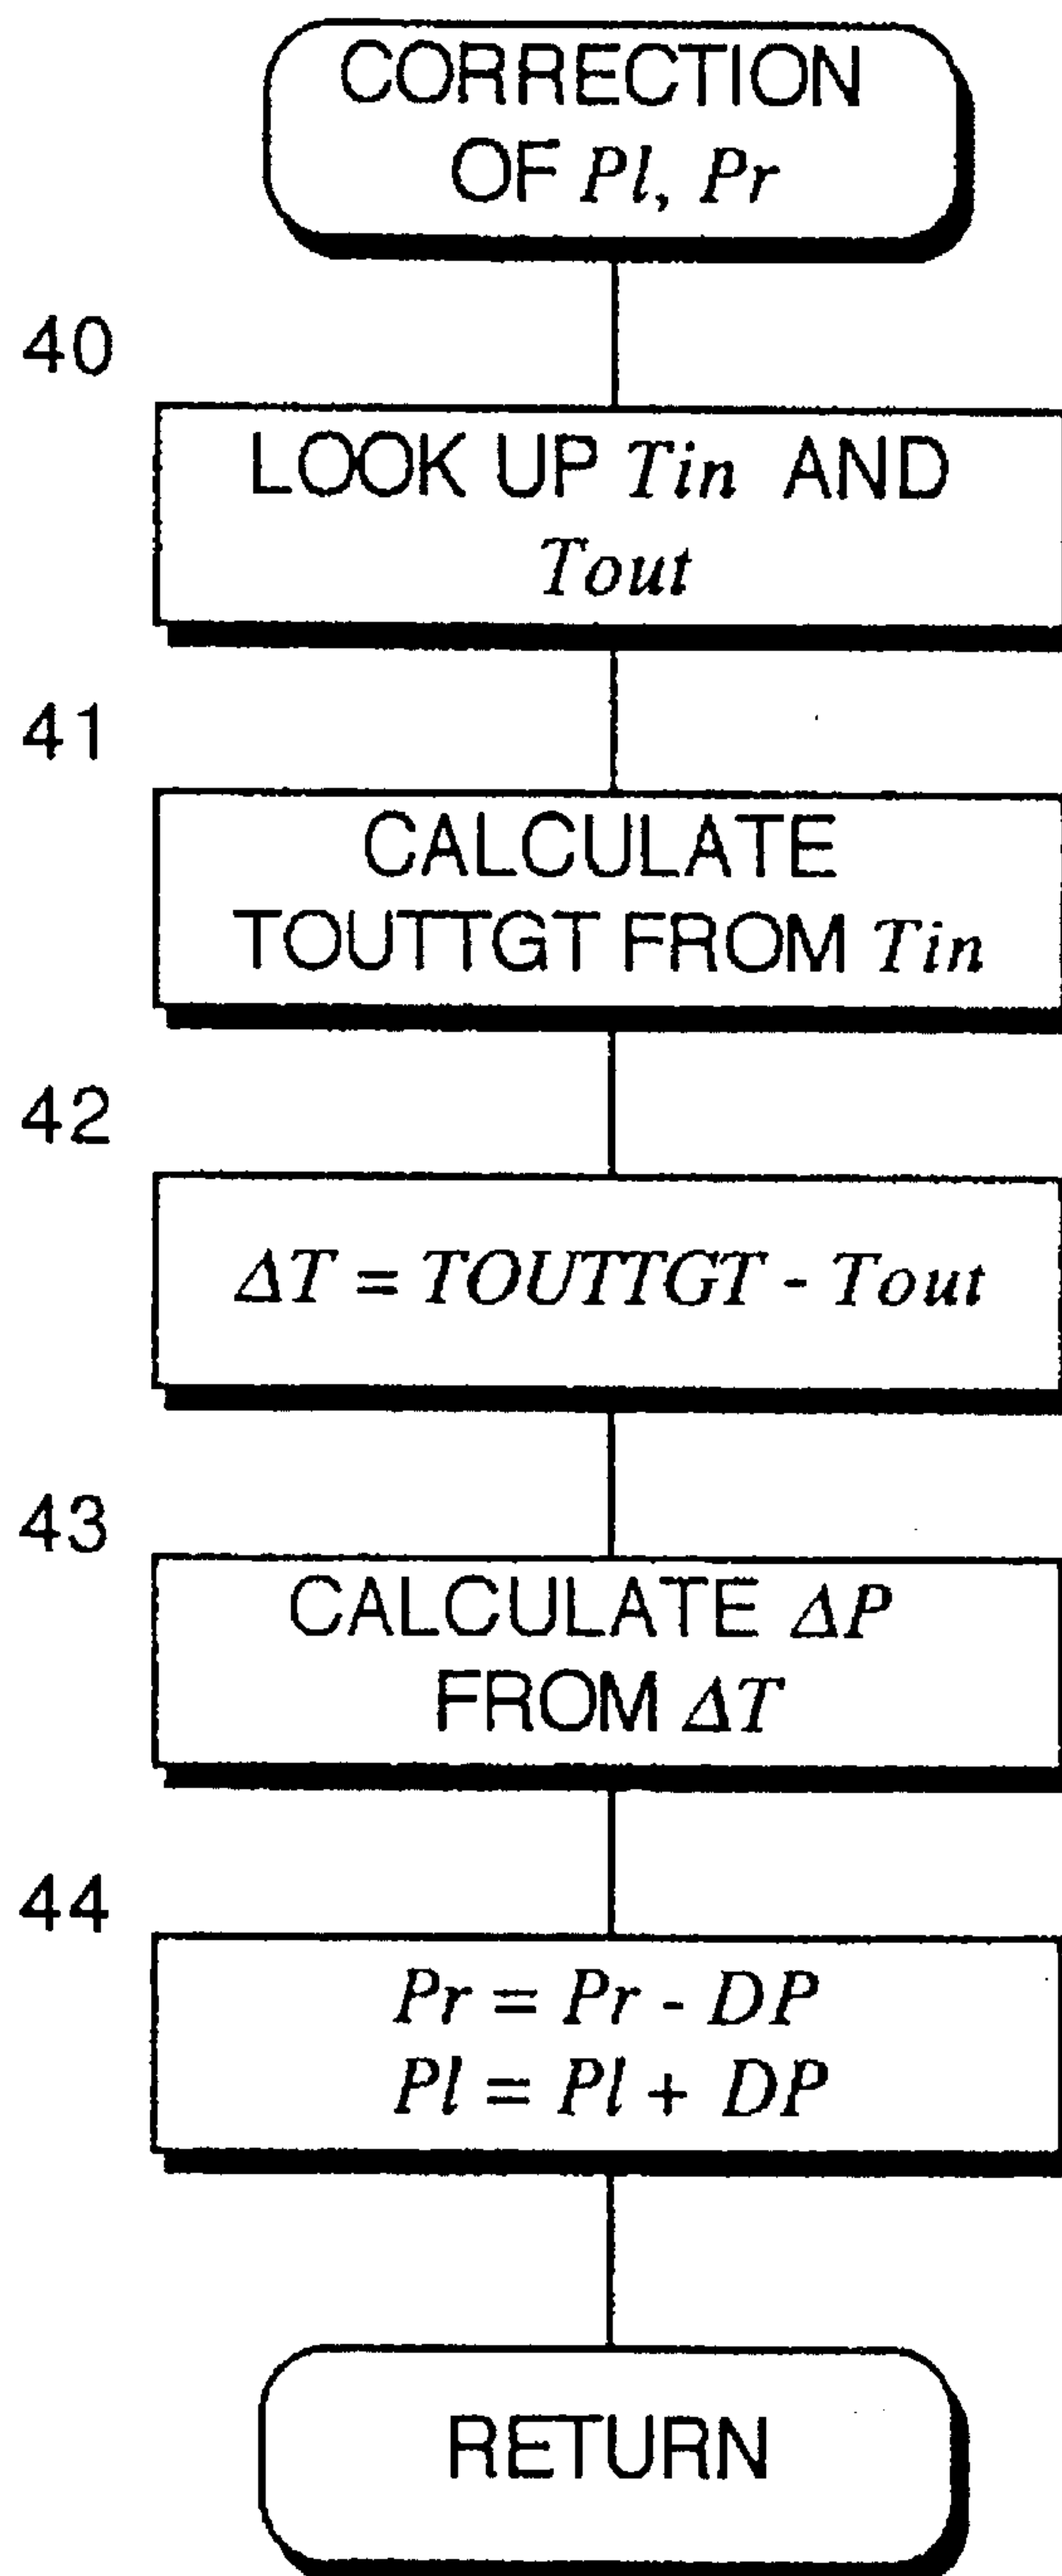 CORRECTION
OF Pl, Pr
40
LOOK UP Tin AND
Tout
41
CALCULATE
TOUTTGT FROM Tin
42
ΔT = TOUTTGT - Tout
43
CALCULATE ΔP
FROM ΔT
44
Pr = Pr - DP
Pl = Pl + DP
RETURN